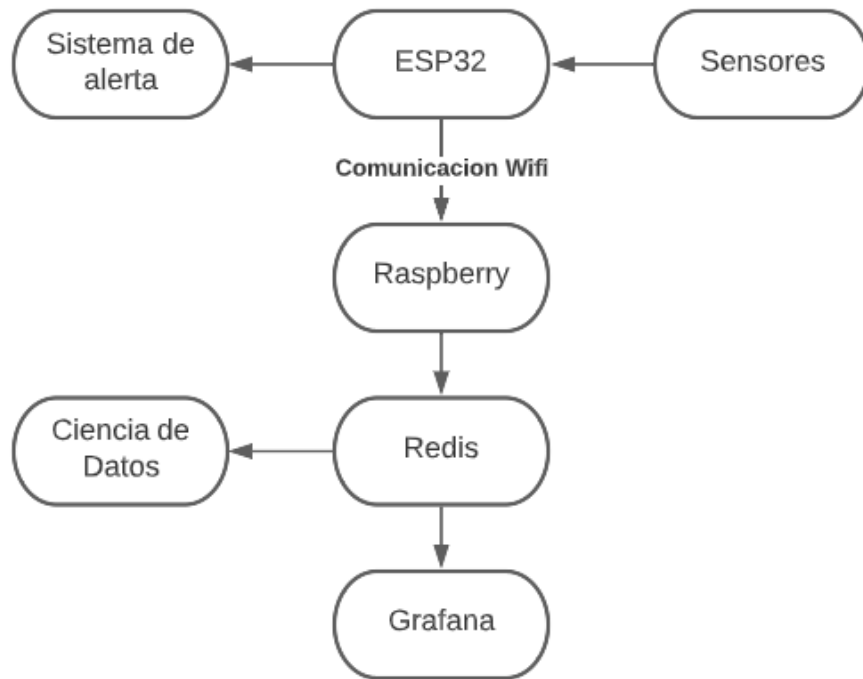 Sistema de
alerta
ESP32
Sensores
Comunicacion Wifi
Raspberry
Ciencia de
Datos
Redis
Grafana